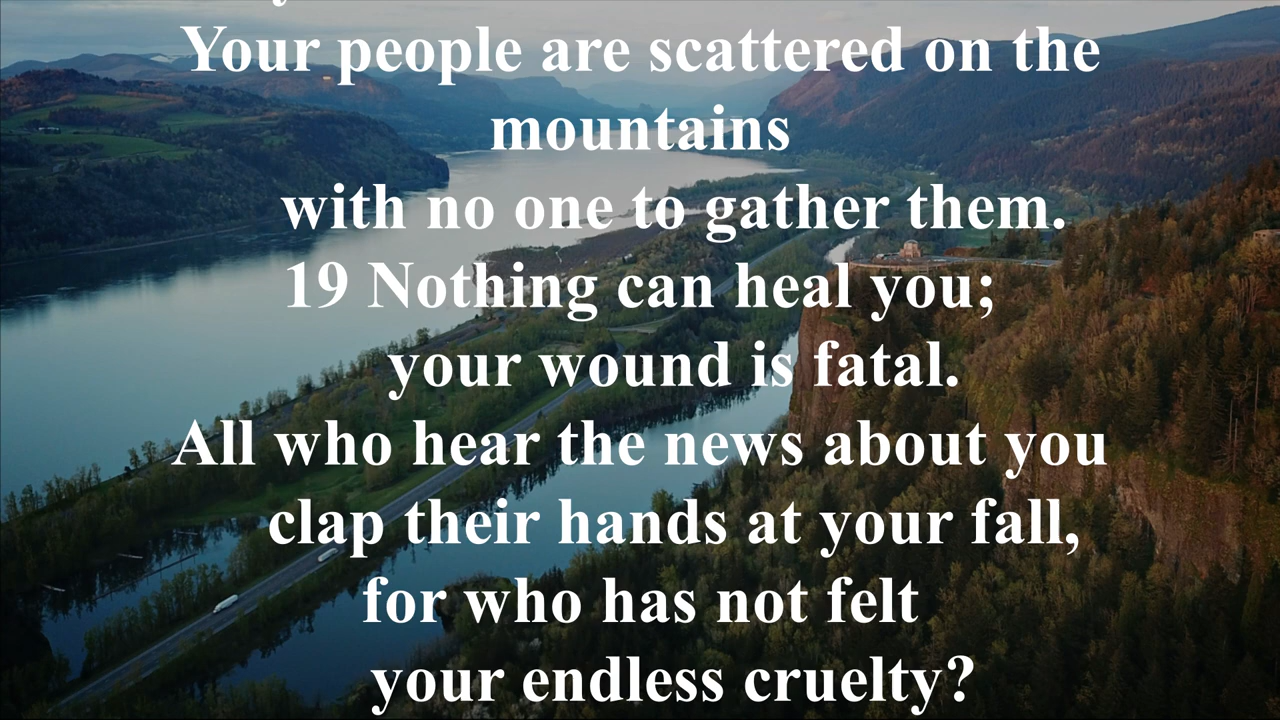 Your people are scattered on the
mountains
with no one to gather them.
19 Nothing can heal you;
your wound is fatal.
All who hear the news about you
clap their hands at your fall,
for who has not felt
your endless cruelty?